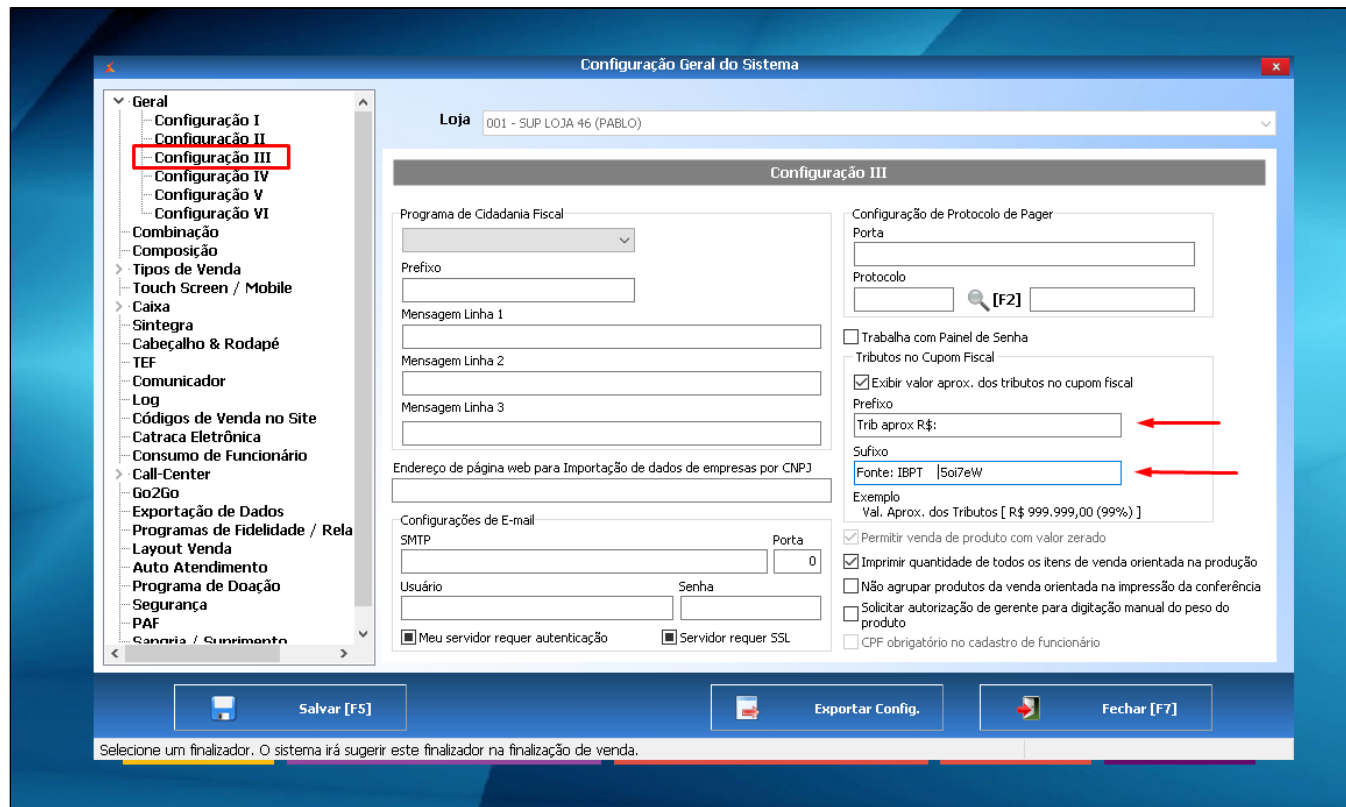 Configuração Geral do Sistema
Geral
Configuração I
Configuração II
Configuração III
Configuração IV
Configuração V
Configuração VI
Combinação
Composição
Tipos de Venda
Touch Screen / Mobile
Caixa
Sintegra
Cabeçalho & Rodapé
TEF
Comunicador
Log
Códigos de Venda no Site
Catraca Eletrônica
Consumo de Funcionário
Call-Center
Go2Go
Exportação de Dados
Programas de Fidelidade / Rela
Layout Venda
Auto Atendimento
Programa de Doação
Segurança
PAF
Sangria / Suprimento
Loja 001 - SUP LOJA 46 (PABLO)
Configuração III
Programa de Cidadania Fiscal
Prefixo
Mensagem Linha 1
Mensagem Linha 2
Mensagem Linha 3
Endereço de página web para Importação de dados de empresas por CNPJ
Configurações de E-mail
SMTP Porta
0
Usuário Senha
Meu servidor requer autenticação Servidor requer SSL
Configuração de Protocolo de Pager
Porta
Protocolo
[F2]
Trabalha com Painel de Senha
Tributos no Cupom Fiscal
Exibir valor aprox. dos tributos no cupom fiscal
Prefixo
Trib aprox R$:
Sufixo
Fonte: IBPT 5oi7eW
Exemplo
Val. Aprox. dos Tributos [ R$ 999.999,00 (99%) ]
Permitir venda de produto com valor zerado
Imprimir quantidade de todos os itens de venda orientada na produção
Não agrupar produtos da venda orientada na impressão da conferência
Solicitar autorização de gerente para digitação manual do peso do
produto
CPF obrigatório no cadastro de funcionário
Salvar [F5] Exportar Config. Fechar [F7]
Selecione um finalizador. O sistema irá sugerir este finalizador na finalização de venda.